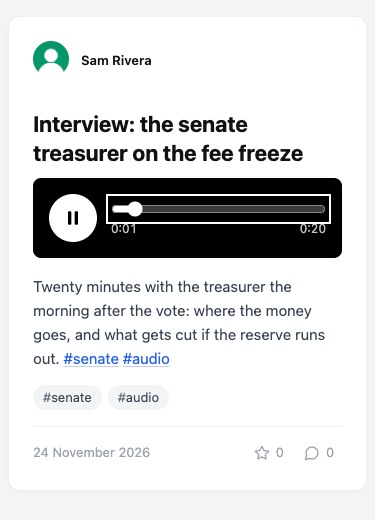 Sam Rivera
Interview: the senate
treasurer on the fee freeze
0:01 0:20
Twenty minutes with the treasurer the
morning after the vote: where the money
goes, and what gets cut if the reserve runs
out. #senate #audio
#senate #audio
24 November 2026 0 0